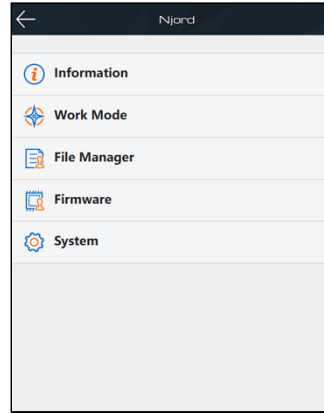 Njord
Information
Work Mode
File Manager
Firmware
System